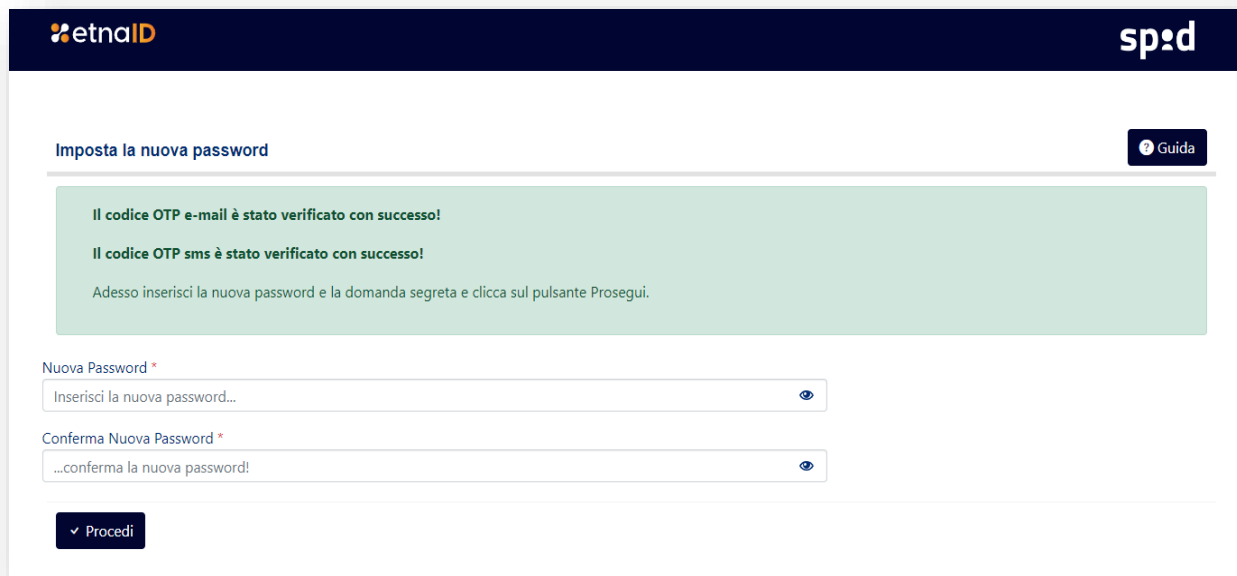 etnaID
spid
Imposta la nuova password
Guida
Il codice OTP e-mail è stato verificato con successo!
Il codice OTP sms è stato verificato con successo!
Adesso inserisci la nuova password e la domanda segreta e clicca sul pulsante Prosegui.
Nuova Password *
Inserisci la nuova password...
Conferma Nuova Password *
...conferma la nuova password!
Procedi